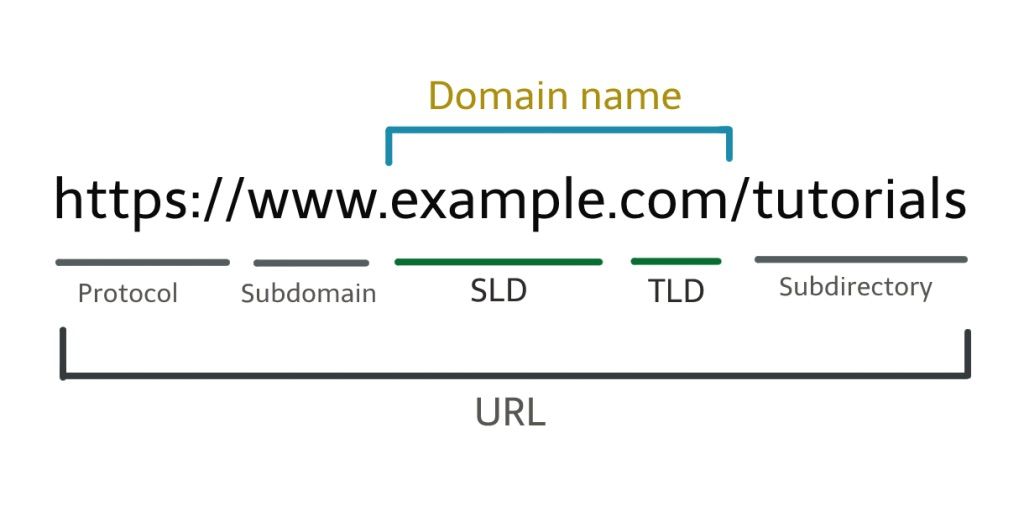 Domain name
https://www.example.com/tutorials
Protocol Subdomain SLD TLD Subdirectory
URL